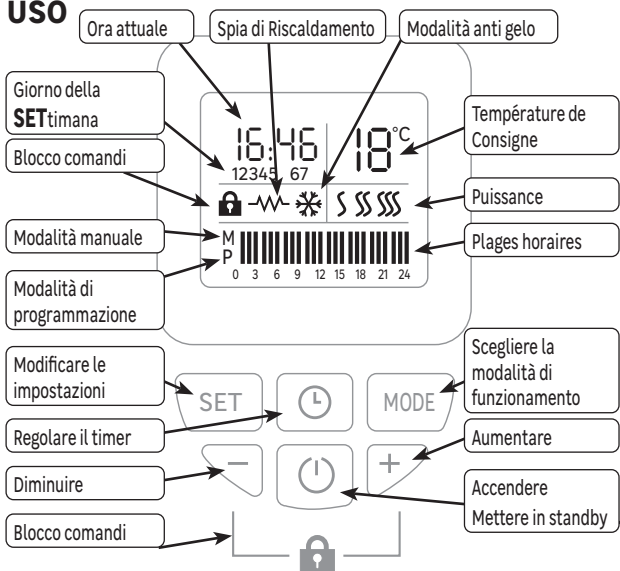 USO
Ora attuale
Spia di Riscaldamento
Modalità anti gelo
Giorno della
SETtimana
Blocco comandi
16:46
18°C
12345 67
Température de
Consigne
Puissance
Modalità manuale
M
P
0 3 6 9 12 15 18 21 24
Plages horaires
Modalità di
programmazione
Modificare le
impostazioni
SET
MODE
Scegliere la
modalità di
funzionamento
Regolare il timer
Aumentare
Diminuire
−
+
Accendere
Mettere in standby
Blocco comandi